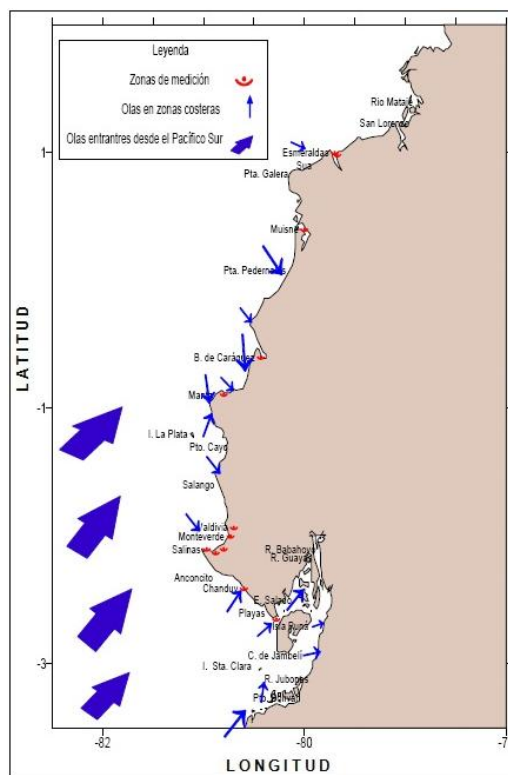 Leyenda
Zonas de medición
Olas en zonas costeras
Olas entrantres desde el Pacífico Sur
Rio Mataje
San Lorenzo
1
Esmeraldas
Sua
Pta. Galera
Muisne
Pta. Pedernales
B. de Caráquez
Manta
-1
I. La Plata
Pto. Cayo
Salango
Valdivia
Monteverde
Salinas
R. Babahoyo
R. Guayas
Anconcito
Chanduy
E. Salado
Playas
Isla Puná
C. de Jambelí
-3
I. Sta. Clara
R. Jubones
Pto. Bolívar
-82
-80
-7
LATITUD
LONGITUD